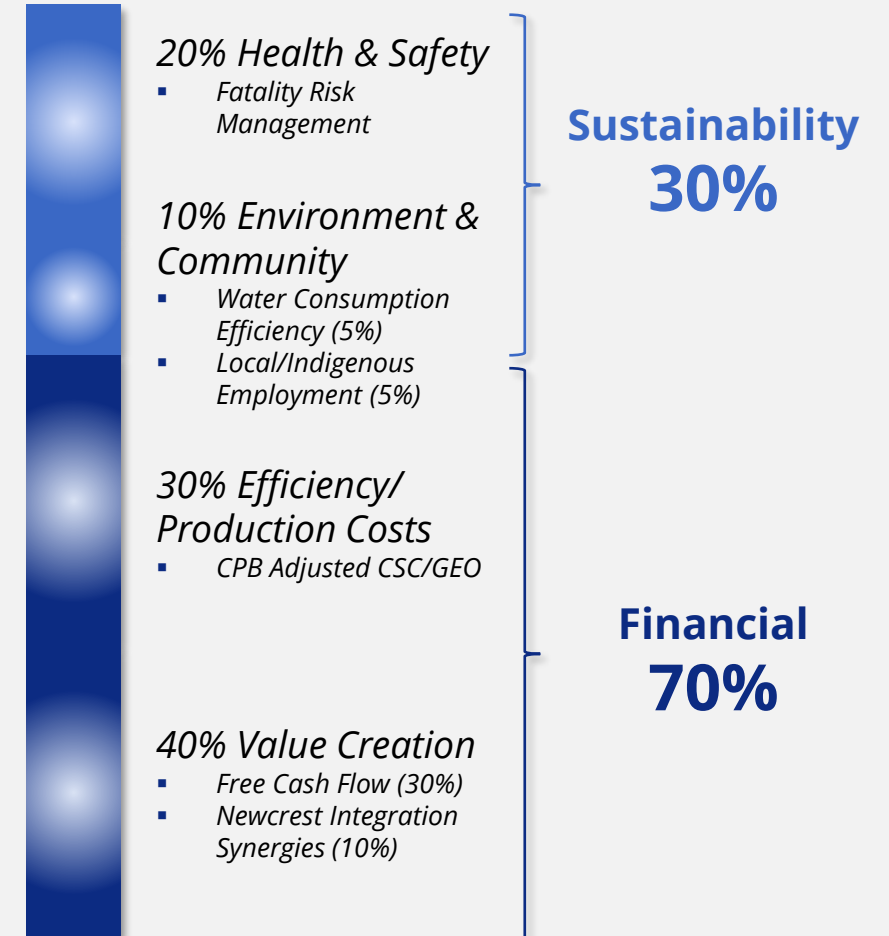 20% Health & Safety
▪ Fatality Risk
Management
Sustainability
30%
10% Environment &
Community
▪ Water Consumption
Efficiency (5%)
▪ Local/Indigenous
Employment (5%)
30% Efficiency/
Production Costs
▪ CPB Adjusted CSC/GEO
Financial
70%
40% Value Creation
▪ Free Cash Flow (30%)
▪ Newcrest Integration
Synergies (10%)